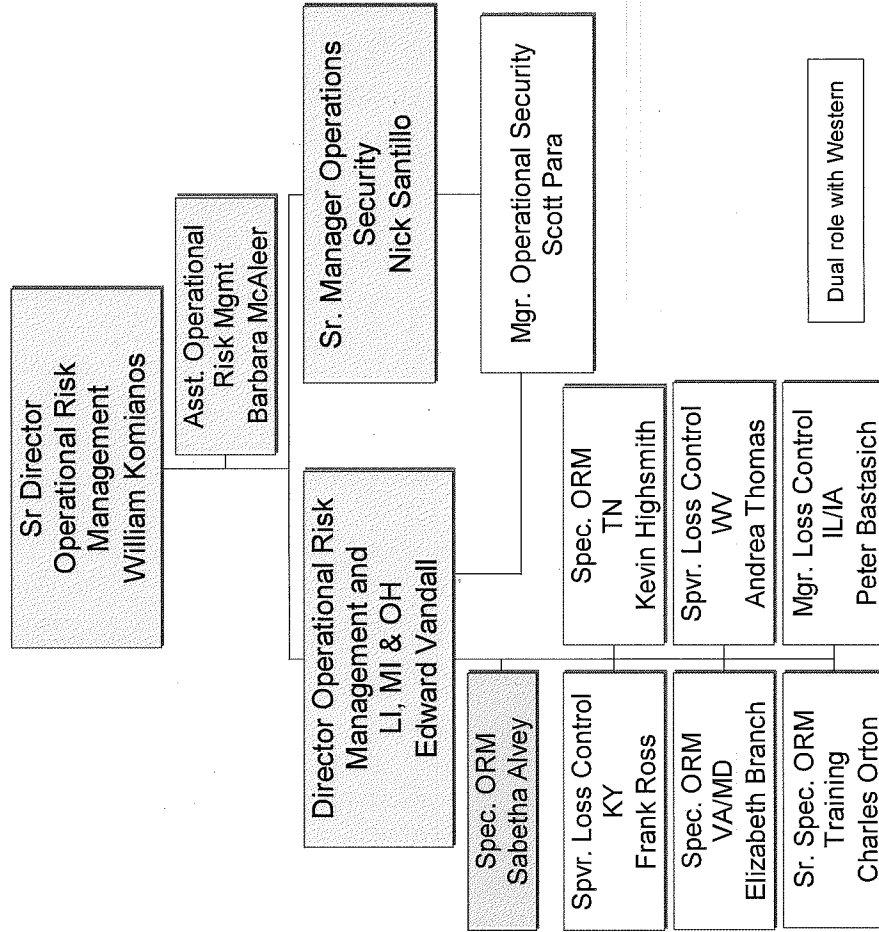 Sr Director
Operational Risk
Management
William Komianos
Asst. Operational
Risk Mgmt
Barbara McAleer
Director Operational Risk
Management and
LI, MI & OH
Edward Vandall
Sr. Manager Operations
Security
Nick Santillo
Mgr. Operational Security
Scott Para
Spec. ORM
Sabetha Alvey
Spvr. Loss Control
KY
Frank Ross
Spec. ORM
TN
Kevin Highsmith
Spec. ORM
VA/MD
Elizabeth Branch
Spvr. Loss Control
WV
Andrea Thomas
Sr. Spec. ORM
Training
Charles Orton
Mgr. Loss Control
IL/IA
Peter Bastasich
Dual role with Western